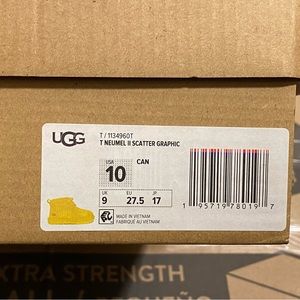 UGG
T / 1134960T
T NEUMEL II SCATTER GRAPHIC
USA
CAN
10
UK EU JP
9 27.5 17
MADE IN VIETNAM
FABRIQUÉ AU VIETNAM
1 95719 78019 7
EXTRA STRENGTH